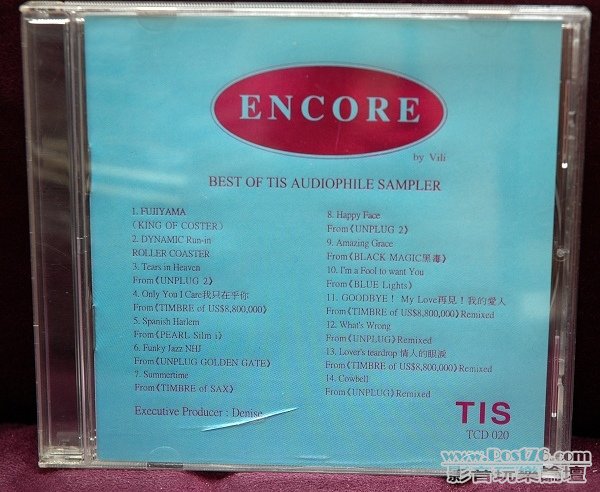 ENCORE
by Vili
BEST OF TIS AUDIOPHILE SAMPLER
1. FUJIYAMA
(KING OF COSTER)
2. DYNAMIC Run-in
ROLLER COASTER
3. Tears in Heaven
From《UNPLUG 2》
4. Only You I Care我只在乎你
From《TIMBRE of US$8,800,000》
5. Spanish Harlem
From《PEARL Silm i》
6. Funky Jazz NHJ
From《UNPLUG GOLDEN GATE》
7. Summertime
From《TIMBRE of SAX》
8. Happy Face
From《UNPLUG 2》
9. Amazing Grace
From《BLACK MAGIC黑毒》
10. I'm a Fool to want You
From《BLUE Lights》
11. GOODBYE！ My Love再見！我的愛人
From《TIMBRE of US$8,800,000》Remixed
12. What's Wrong
From《UNPLUG》Remixed
13. Lover's teardrop 情人的眼淚
From《TIMBRE of US$8,800,000》Remixed
14. Cowbell
From《UNPLUG》Remixed
Executive Producer : Denise
TIS
TCD 020
www.Post76.com
影音玩樂論壇